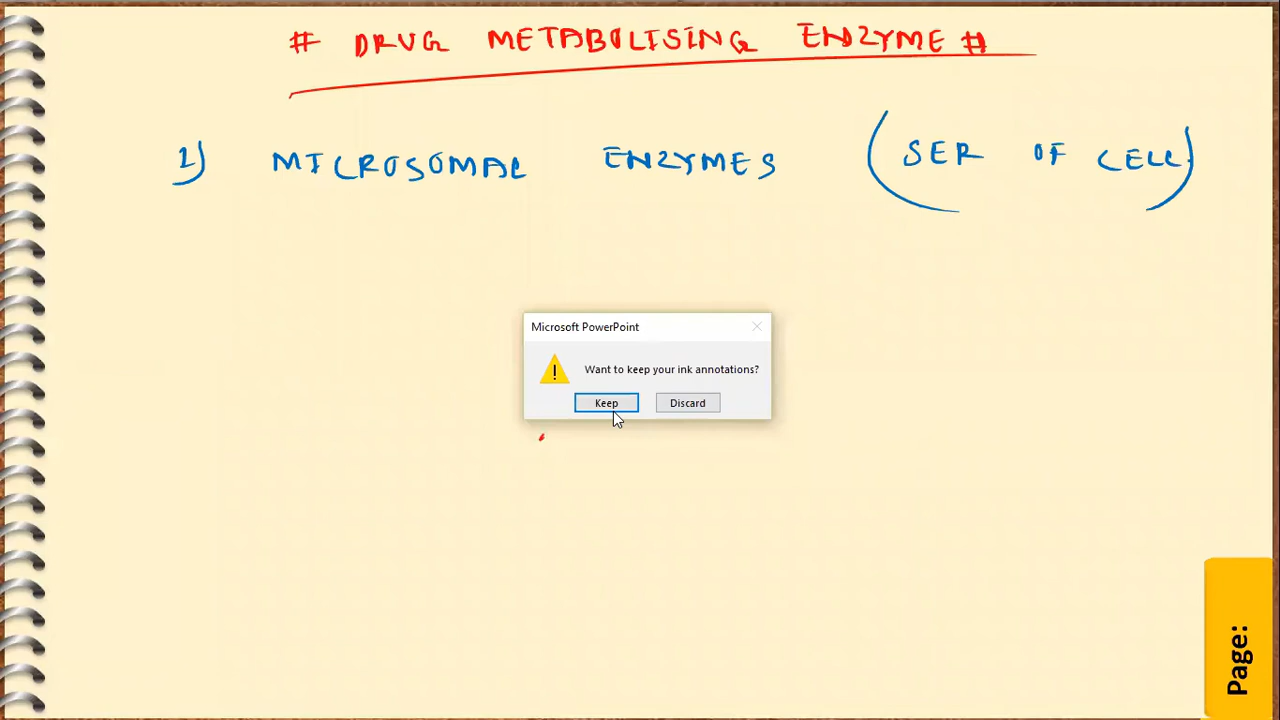 # DRUG METABOLISING ENZYME #
1) MICROSOMAL ENZYMES (SER OF CELL)
Microsoft PowerPoint
Want to keep your ink annotations?
Keep Discard
Page: